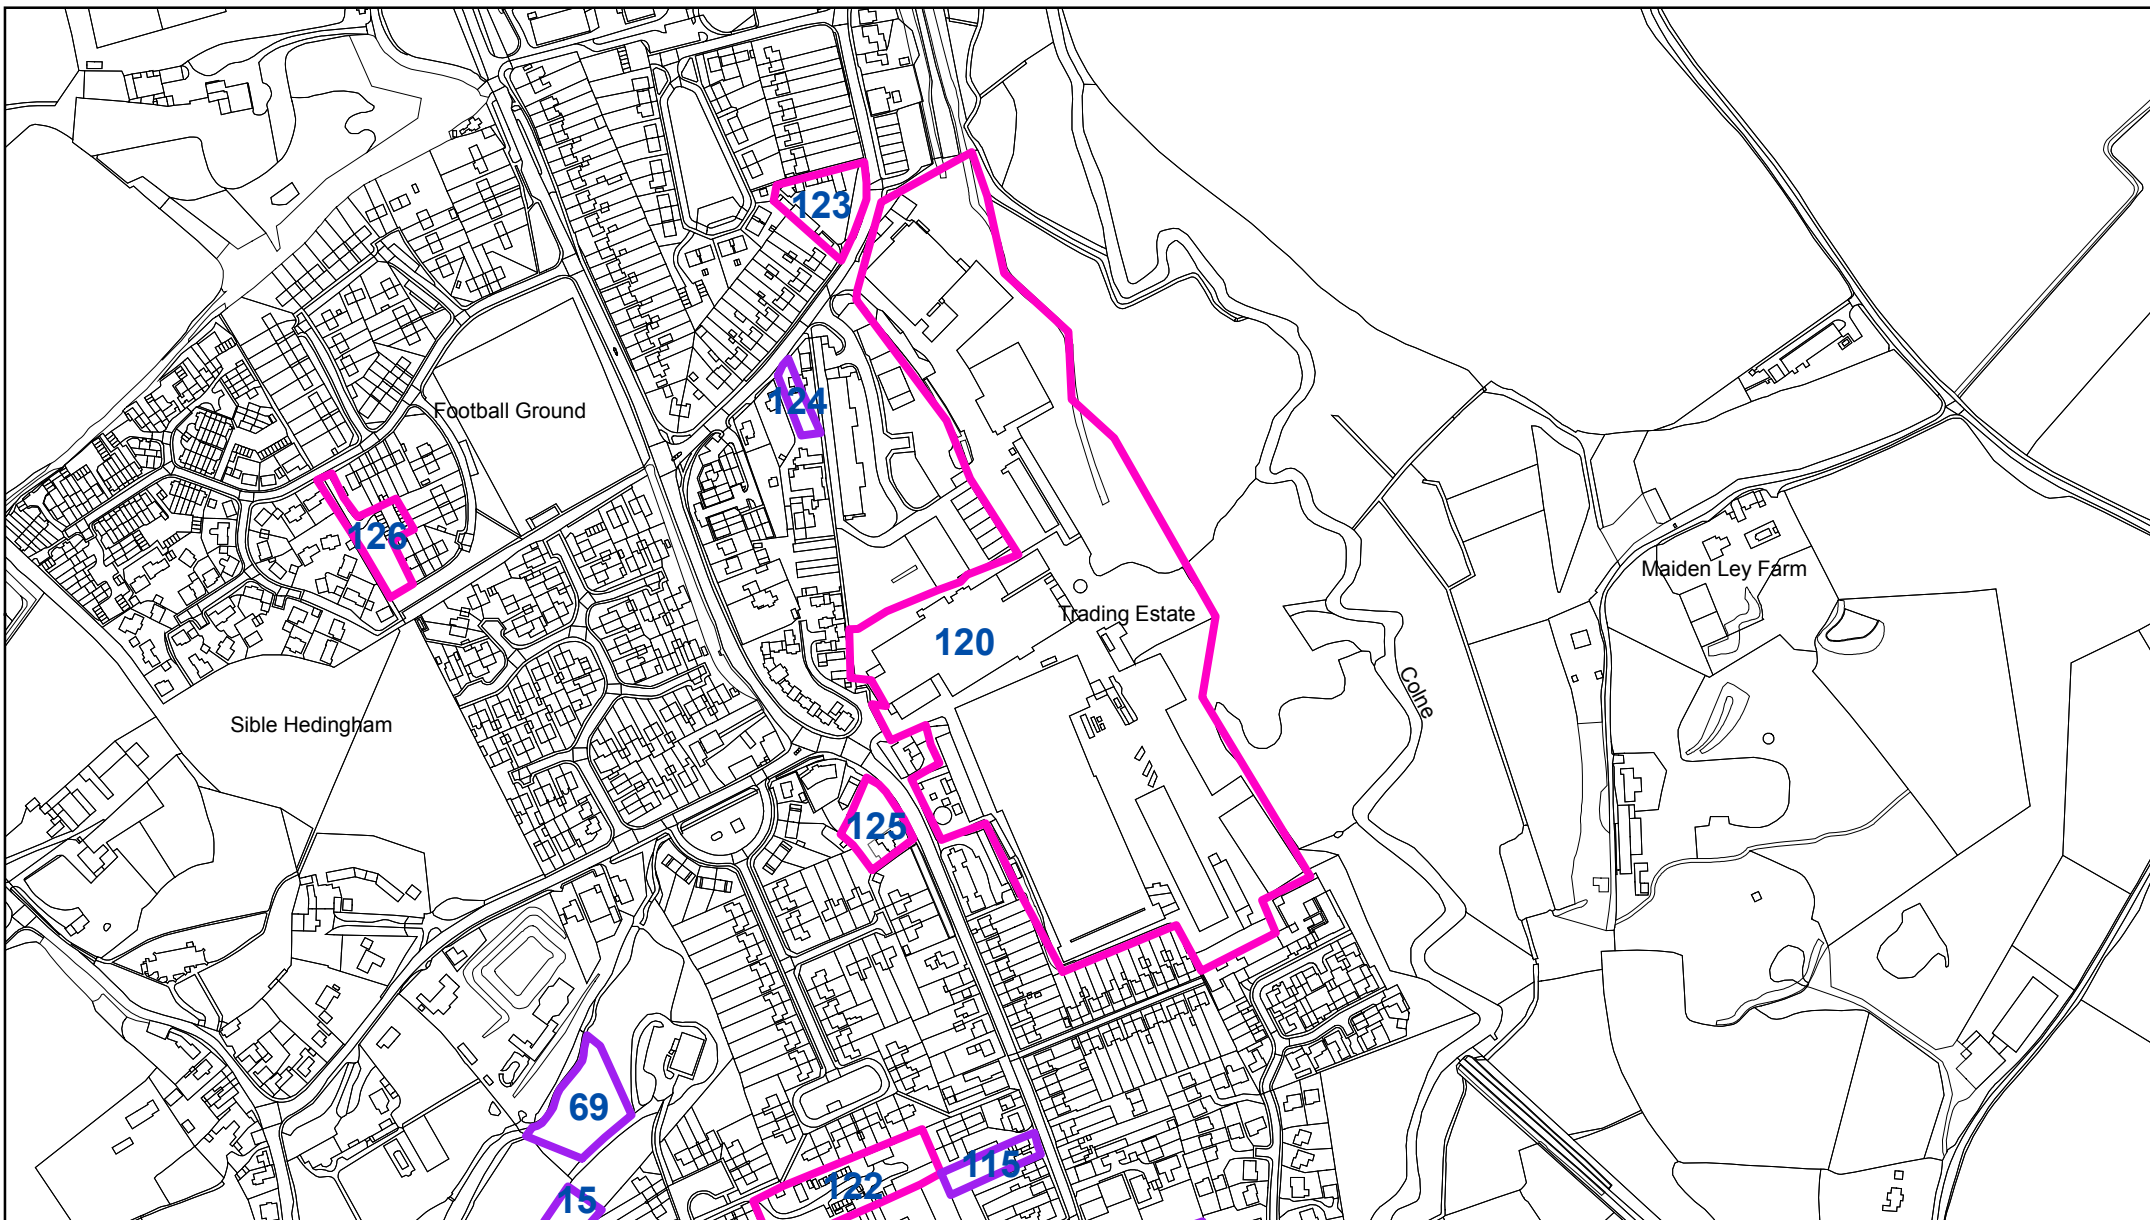 123
124
Football Ground
126
Maiden Ley Farm
Trading Estate
120
Colne
Sible Hedingham
125
69
115
122
15